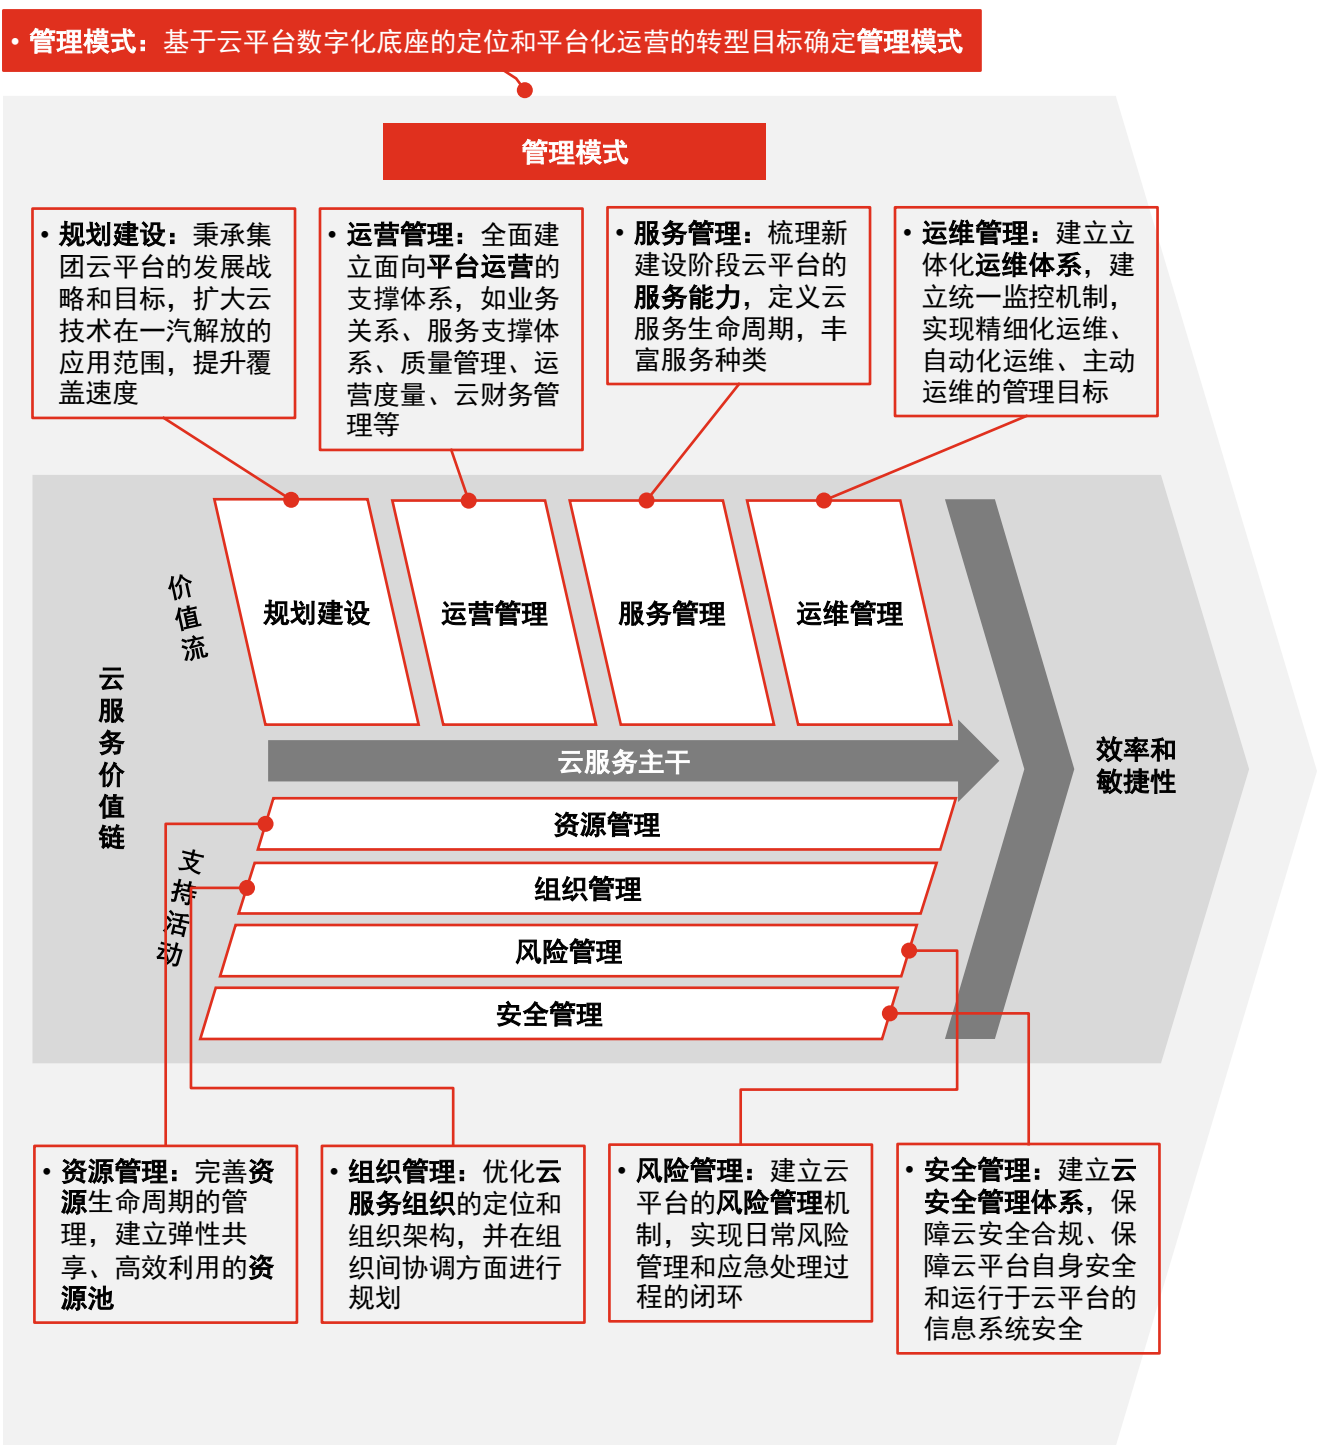 • 管理模式：基于云平台数字化底座的定位和平台化运营的转型目标确定管理模式
管理模式
• 规划建设：秉承集
团云平台的发展战
略和目标，扩大云
技术在一汽解放的
应用范围，提升覆
盖速度
• 运营管理：全面建
立面向平台运营的
支撑体系，如业务
关系、服务支撑体
系、质量管理、运
营度量、云财务管
理等
• 服务管理：梳理新
建设阶段云平台的
服务能力，定义云
服务生命周期，丰
富服务种类
• 运维管理：建立立
体化运维体系，建
立统一监控机制，
实现精细化运维、
自动化运维、主动
运维的管理目标
云服务价值链
价值流
规划建设
运营管理
服务管理
运维管理
云服务主干
效率和
敏捷性
支持活动
资源管理
组织管理
风险管理
安全管理
• 资源管理：完善资
源生命周期的管
理，建立弹性共
享、高效利用的资
源池
• 组织管理：优化云
服务组织的定位和
组织架构，并在组
织间协调方面进行
规划
• 风险管理：建立云
平台的风险管理机
制，实现日常风险
管理和应急处理过
程的闭环
• 安全管理：建立云
安全管理体系，保
障云安全合规、保
障云平台自身安全
和运行于云平台的
信息系统安全